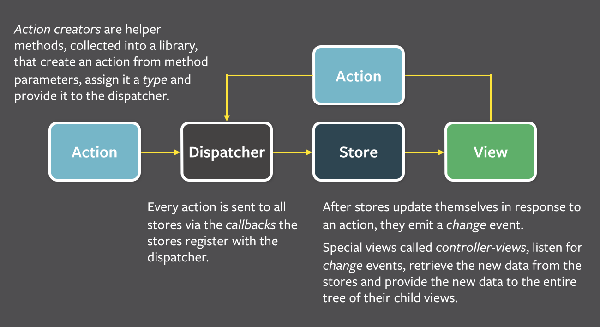 Action creators are helper
methods, collected into a library,
that create an action from method
parameters, assign it a type and
provide it to the dispatcher.
Action
Action
Dispatcher
Store
View
Every action is sent to all
stores via the callbacks the
stores register with the
dispatcher.
After stores update themselves in response to
an action, they emit a change event.
Special views called controller-views, listen for
change events, retrieve the new data from the
stores and provide the new data to the entire
tree of their child views.